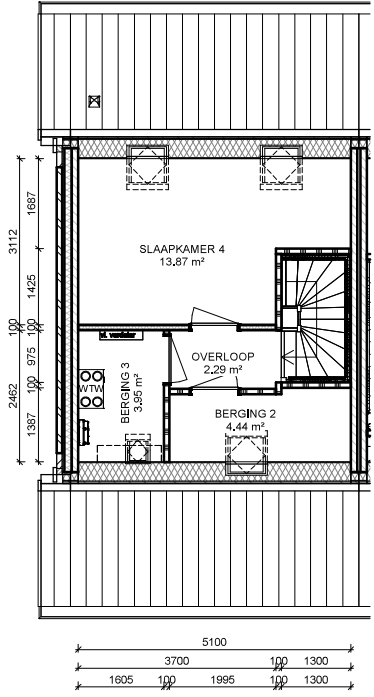 SLAAPKAMER 4
13.87 m²
1687
3112
1425
100
100
975
2462
100
1387
vl. verdeler
WTW
OVERLOOP
2.29 m²
BERGING 3
3.95 m²
BERGING 2
4.44 m²
5100
3700
100
1300
1605
100
1995
100
1300